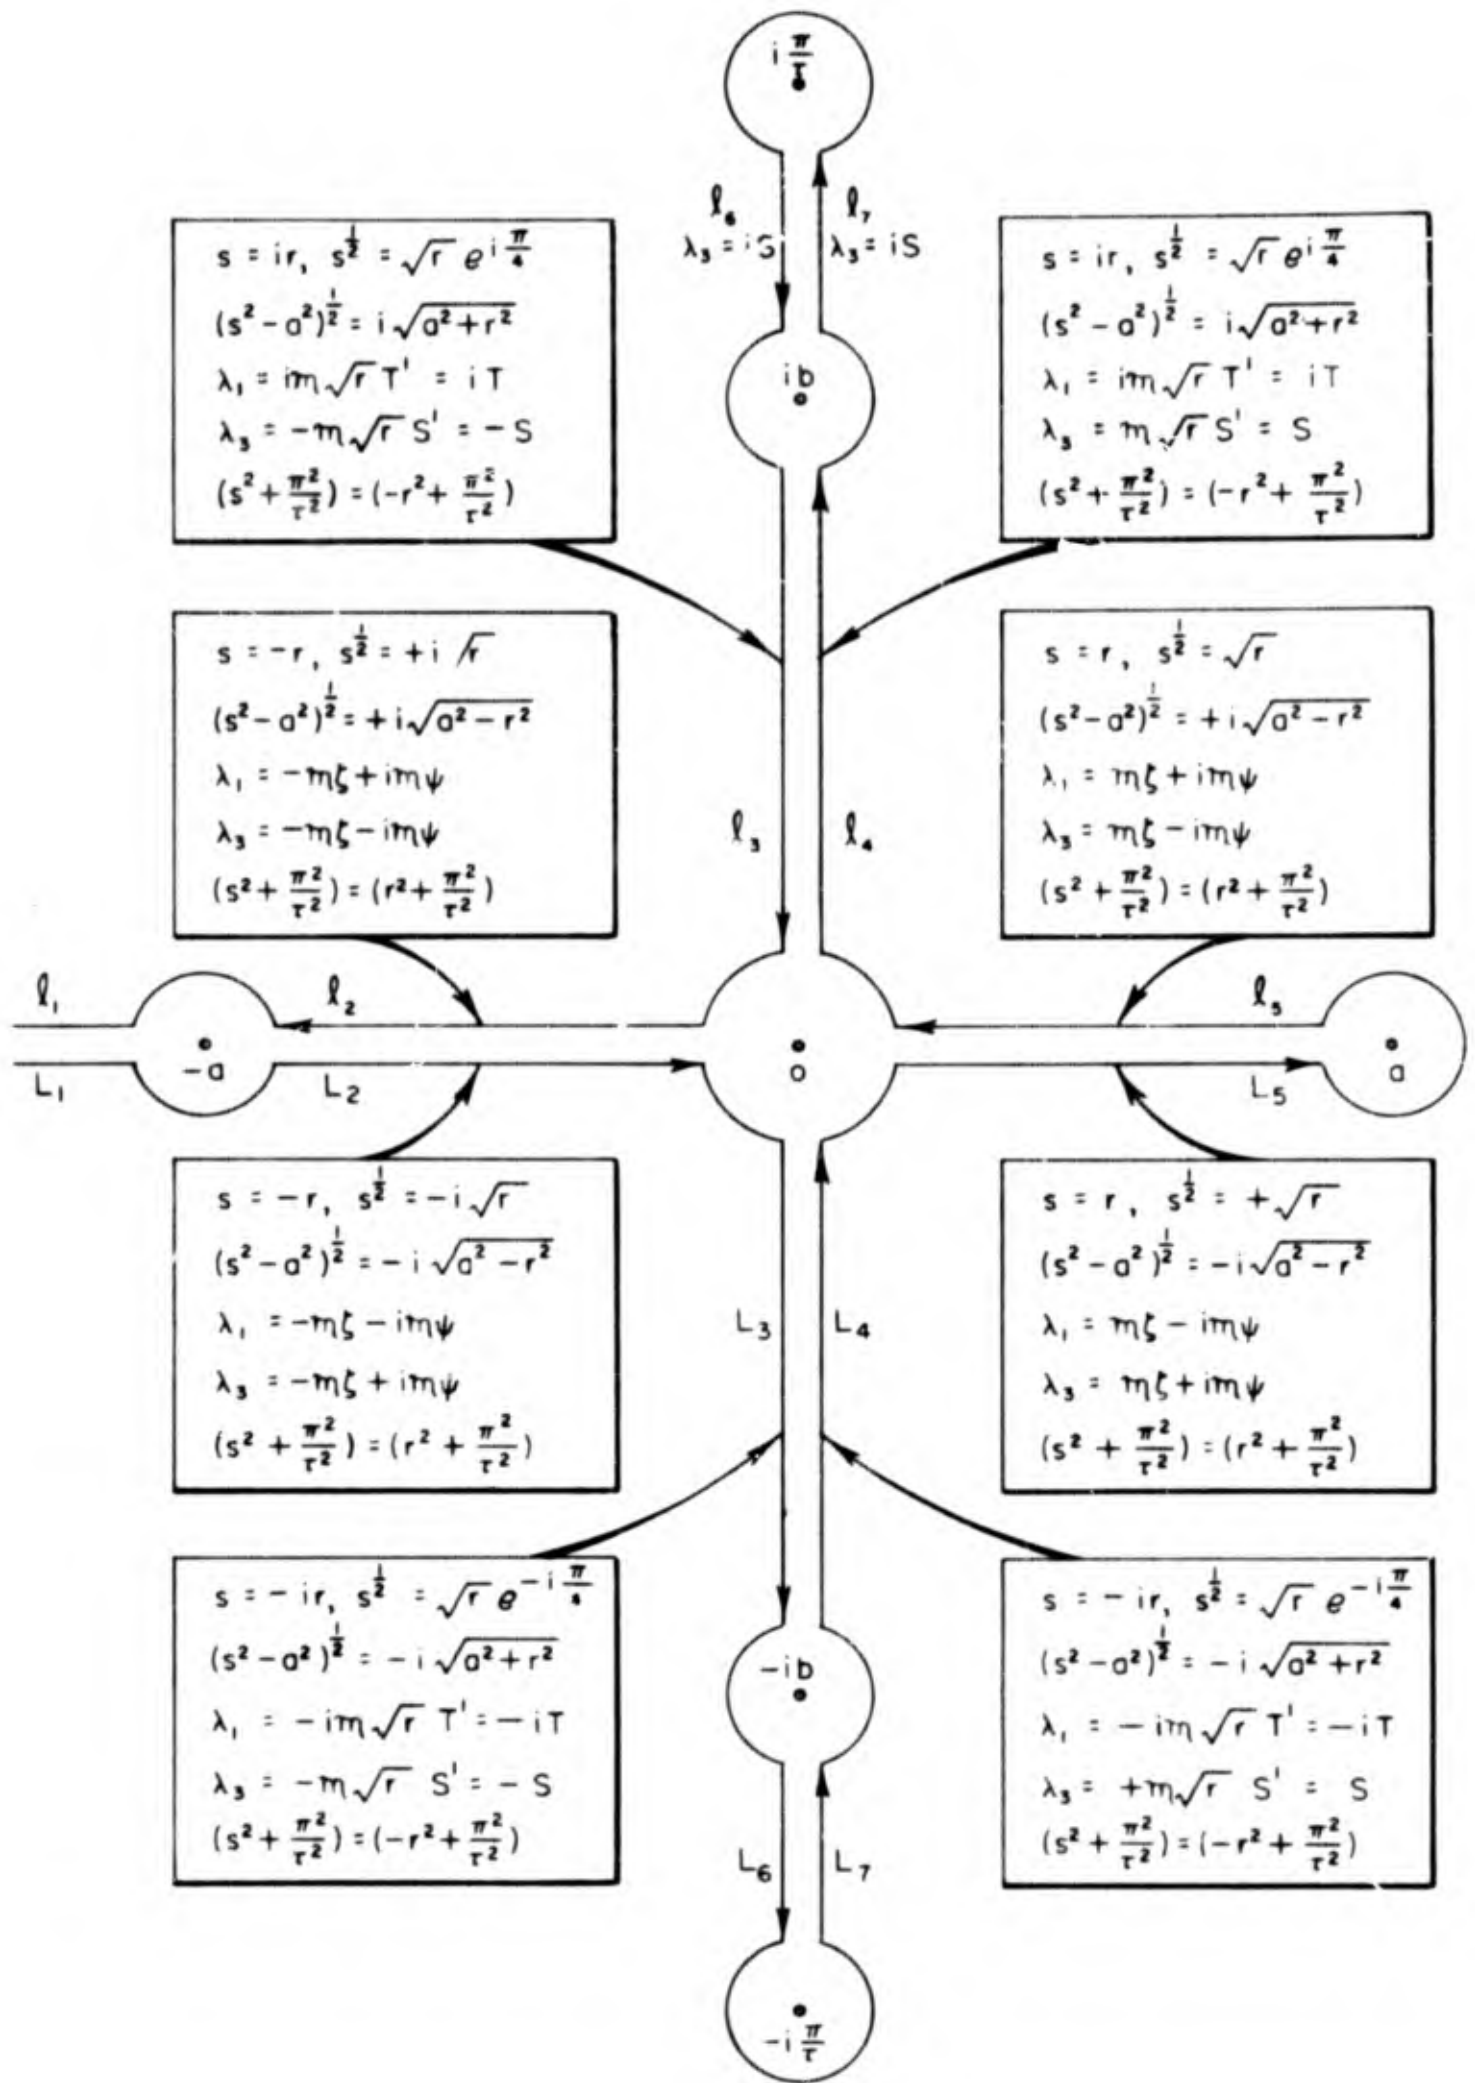 i π/τ
ℓ₆ ℓ₇
λ₃ = iS λ₃ = iS
s = ir, s^½ = √r e^{i π/4}
(s² - a²)^½ = i√(a² + r²)
λ₁ = im√r T' = iT
λ₃ = -m√r S' = -S
(s² + π²/τ²) = (-r² + π²/τ²)
s = ir, s^½ = √r e^{i π/4}
(s² - a²)^½ = i√(a² + r²)
λ₁ = im√r T' = iT
λ₃ = m√r S' = S
(s² + π²/τ²) = (-r² + π²/τ²)
ib
s = -r, s^½ = +i√r
(s² - a²)^½ = +i√(a² - r²)
λ₁ = -mζ + imψ
λ₃ = -mζ - imψ
(s² + π²/τ²) = (r² + π²/τ²)
s = r, s^½ = √r
(s² - a²)^½ = +i√(a² - r²)
λ₁ = mζ + imψ
λ₃ = mζ - imψ
(s² + π²/τ²) = (r² + π²/τ²)
ℓ₃ ℓ₄
ℓ₁ ℓ₂ ℓ₅
-a o a
L₁ L₂ L₅
s = -r, s^½ = -i√r
(s² - a²)^½ = -i√(a² - r²)
λ₁ = -mζ - imψ
λ₃ = -mζ + imψ
(s² + π²/τ²) = (r² + π²/τ²)
s = r, s^½ = +√r
(s² - a²)^½ = -i√(a² - r²)
λ₁ = mζ - imψ
λ₃ = mζ + imψ
(s² + π²/τ²) = (r² + π²/τ²)
L₃ L₄
s = -ir, s^½ = √r e^{-i π/4}
(s² - a²)^½ = -i√(a² + r²)
λ₁ = -im√r T' = -iT
λ₃ = -m√r S' = -S
(s² + π²/τ²) = (-r² + π²/τ²)
s = -ir, s^½ = √r e^{-i π/4}
(s² - a²)^½ = -i√(a² + r²)
λ₁ = -im√r T' = -iT
λ₃ = +m√r S' = S
(s² + π²/τ²) = (-r² + π²/τ²)
-ib
L₆ L₇
-i π/τ